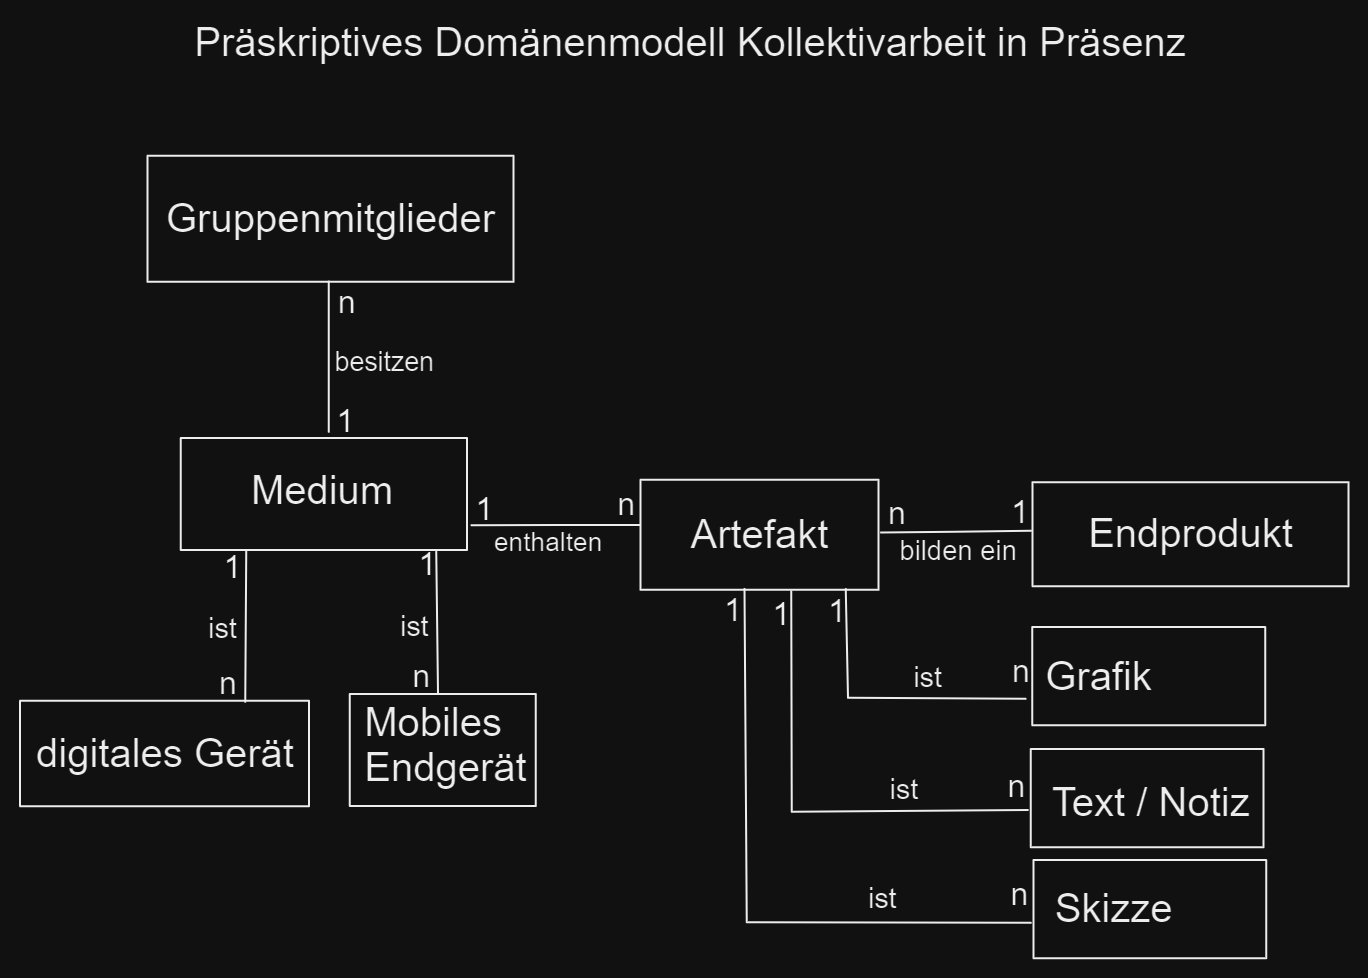 Präskriptives Domänenmodell Kollektivarbeit in Präsenz
Gruppenmitglieder
n
besitzen
1
Medium
1
enthalten
n
Artefakt
n
bilden ein
1
Endprodukt
1
ist
n
digitales Gerät
1
ist
n
Mobiles
Endgerät
1
1
1
ist
n
Grafik
ist
n
Text / Notiz
ist
n
Skizze